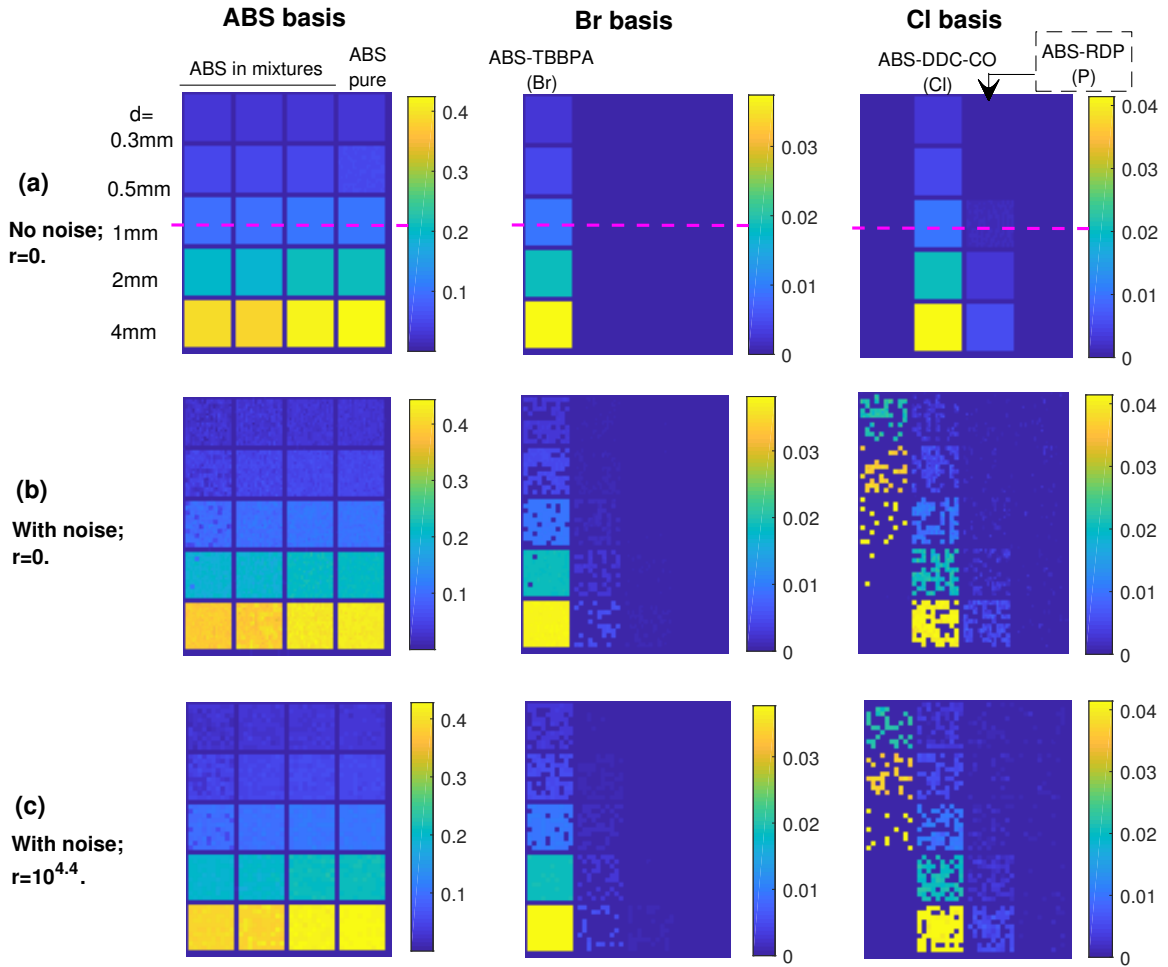 ABS basis
Br basis
Cl basis
ABS in mixtures
ABS
pure
ABS-TBBPA
(Br)
ABS-DDC-CO
(Cl)
ABS-RDP
(P)
(a)
No noise;
r=0.
d=
0.3mm
0.5mm
1mm
2mm
4mm
0.4
0.3
0.2
0.1
0.03
0.02
0.01
0
0.04
0.03
0.02
0.01
0
(b)
With noise;
r=0.
0.4
0.3
0.2
0.1
0.03
0.02
0.01
0
0.04
0.03
0.02
0.01
0
(c)
With noise;
r=10^4.4.
0.4
0.3
0.2
0.1
0.03
0.02
0.01
0
0.04
0.03
0.02
0.01
0